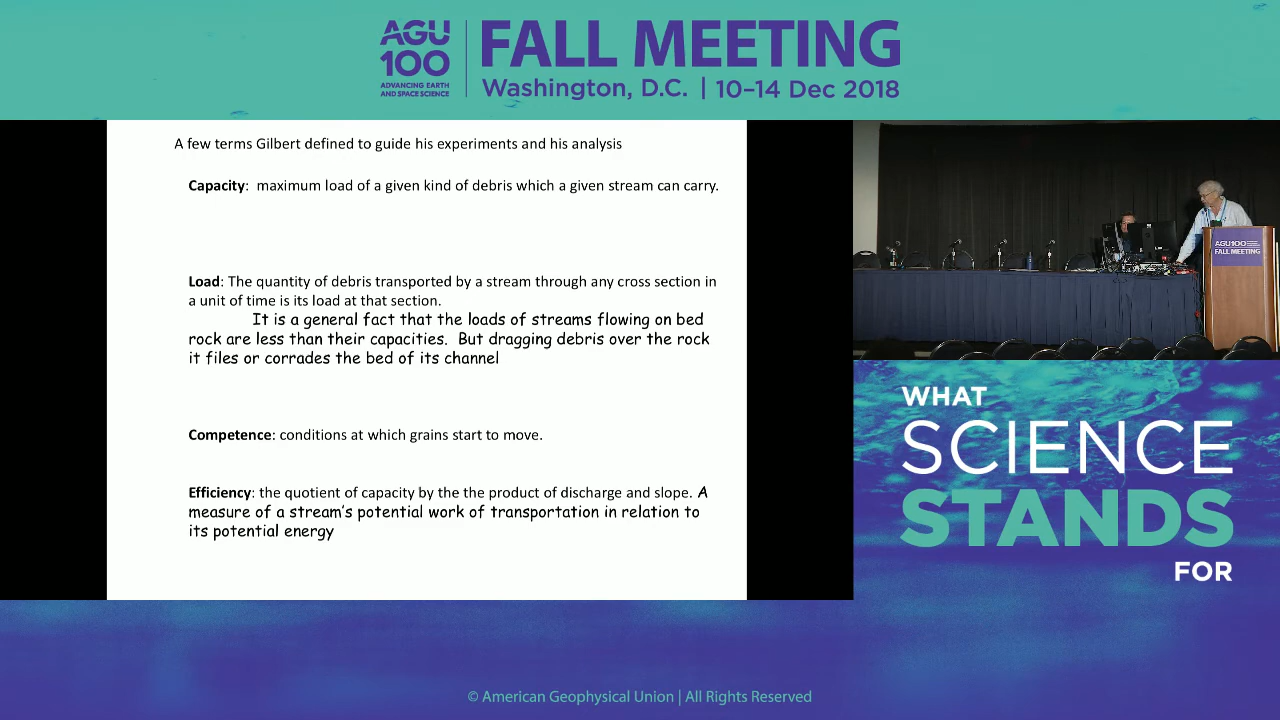 AGU
100
ADVANCING EARTH
AND SPACE SCIENCE
FALL MEETING
Washington, D.C. | 10–14 Dec 2018
A few terms Gilbert defined to guide his experiments and his analysis
Capacity: maximum load of a given kind of debris which a given stream can carry.
Load: The quantity of debris transported by a stream through any cross section in
a unit of time is its load at that section.
It is a general fact that the loads of streams flowing on bed
rock are less than their capacities. But dragging debris over the rock
it files or corrades the bed of its channel
Competence: conditions at which grains start to move.
Efficiency: the quotient of capacity by the the product of discharge and slope. A
measure of a stream's potential work of transportation in relation to
its potential energy
AGU100
FALL MEETING
WHAT
SCIENCE
STANDS
FOR
© American Geophysical Union | All Rights Reserved